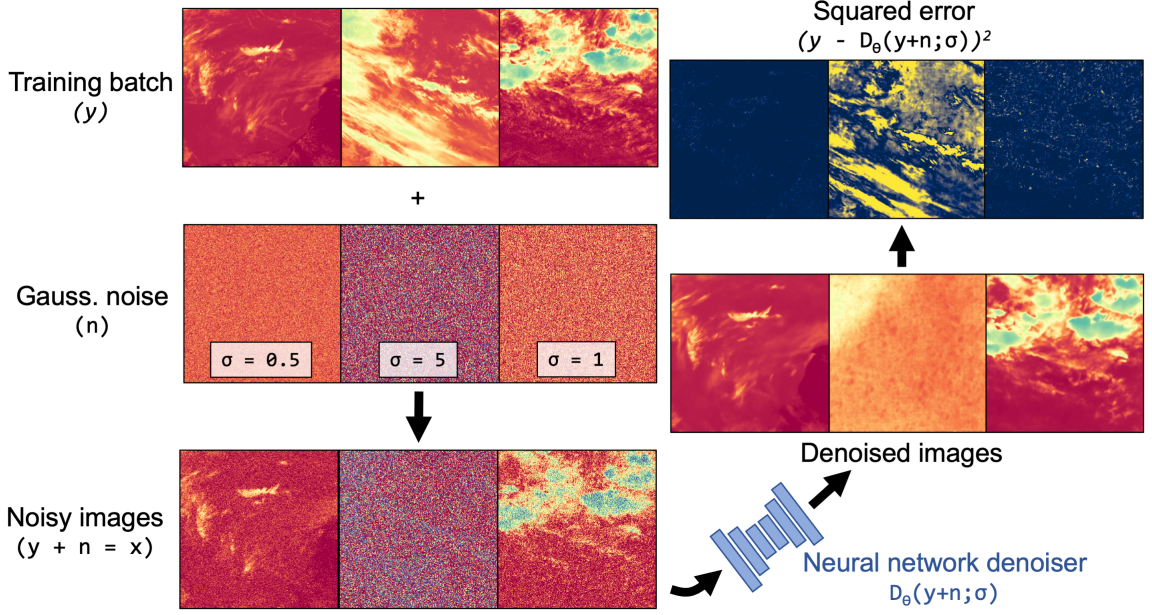 Training batch
(y)
+
Gauss. noise
(n)
σ = 0.5
σ = 5
σ = 1
Noisy images
(y + n = x)
Neural network denoiser
Dθ(y+n;σ)
Denoised images
Squared error
(y - Dθ(y+n;σ))²